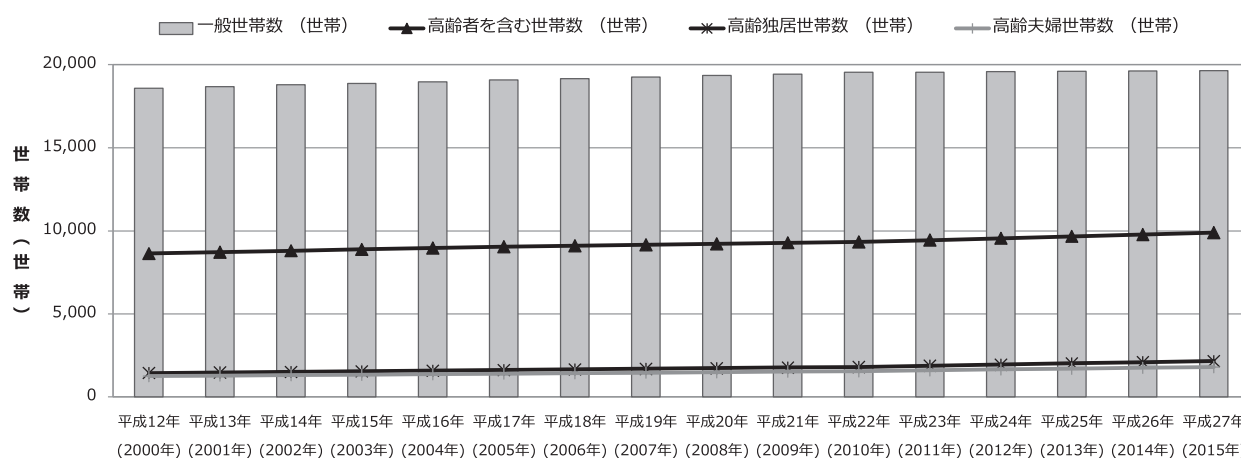 一般世帯数 （世帯） 高齢者を含む世帯数 （世帯） 高齢独居世帯数 （世帯） 高齢夫婦世帯数 （世帯）
世帯数（世帯）
20,000
15,000
10,000
5,000
0
平成12年 平成13年 平成14年 平成15年 平成16年 平成17年 平成18年 平成19年 平成20年 平成21年 平成22年 平成23年 平成24年 平成25年 平成26年 平成27年
(2000年) (2001年) (2002年) (2003年) (2004年) (2005年) (2006年) (2007年) (2008年) (2009年) (2010年) (2011年) (2012年) (2013年) (2014年) (2015年)